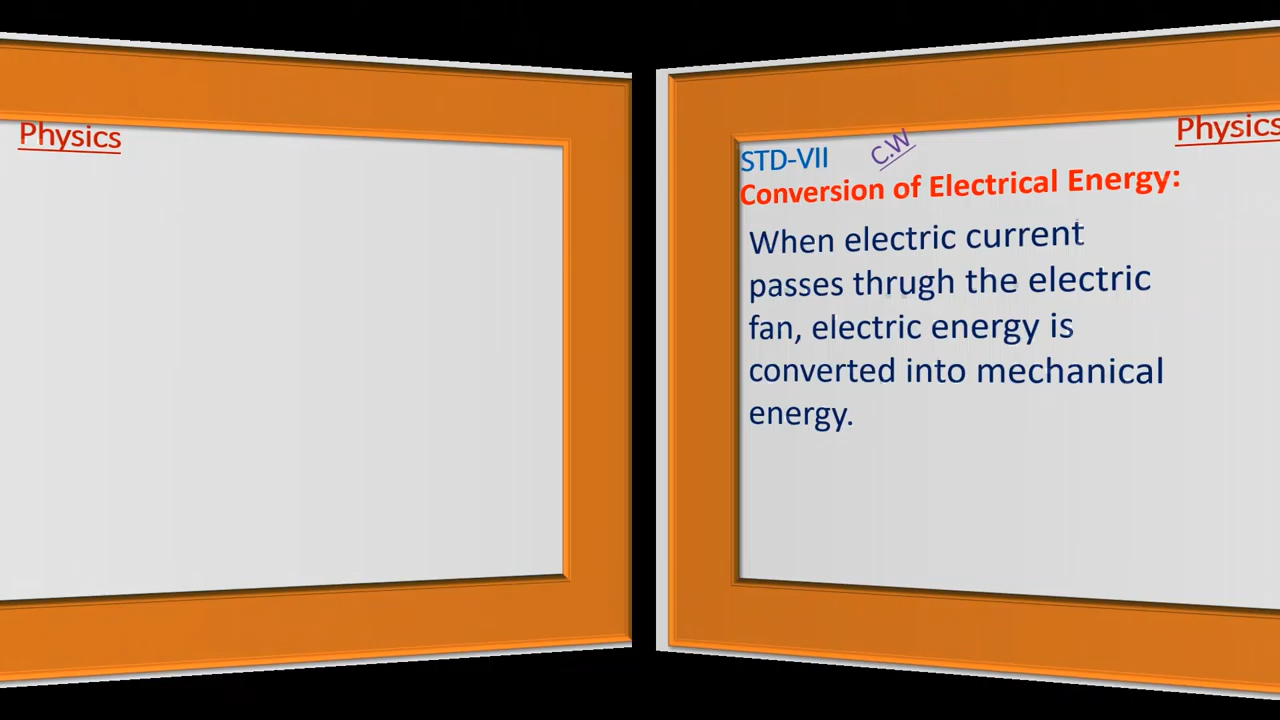 Physics
Physics
STD-VII C.W
Conversion of Electrical Energy:
When electric current
passes thrugh the electric
fan, electric energy is
converted into mechanical
energy.